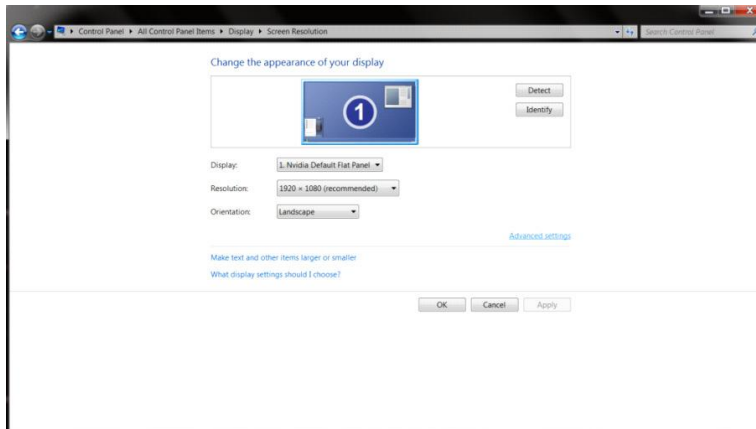 Control Panel ▸ All Control Panel Items ▸ Display ▸ Screen Resolution
Search Control Panel
Change the appearance of your display
1
Detect
Identify
Display: 1. Nvidia Default Flat Panel
Resolution: 1920 × 1080 (recommended)
Orientation: Landscape
Advanced settings
Make text and other items larger or smaller
What display settings should I choose?
OK Cancel Apply